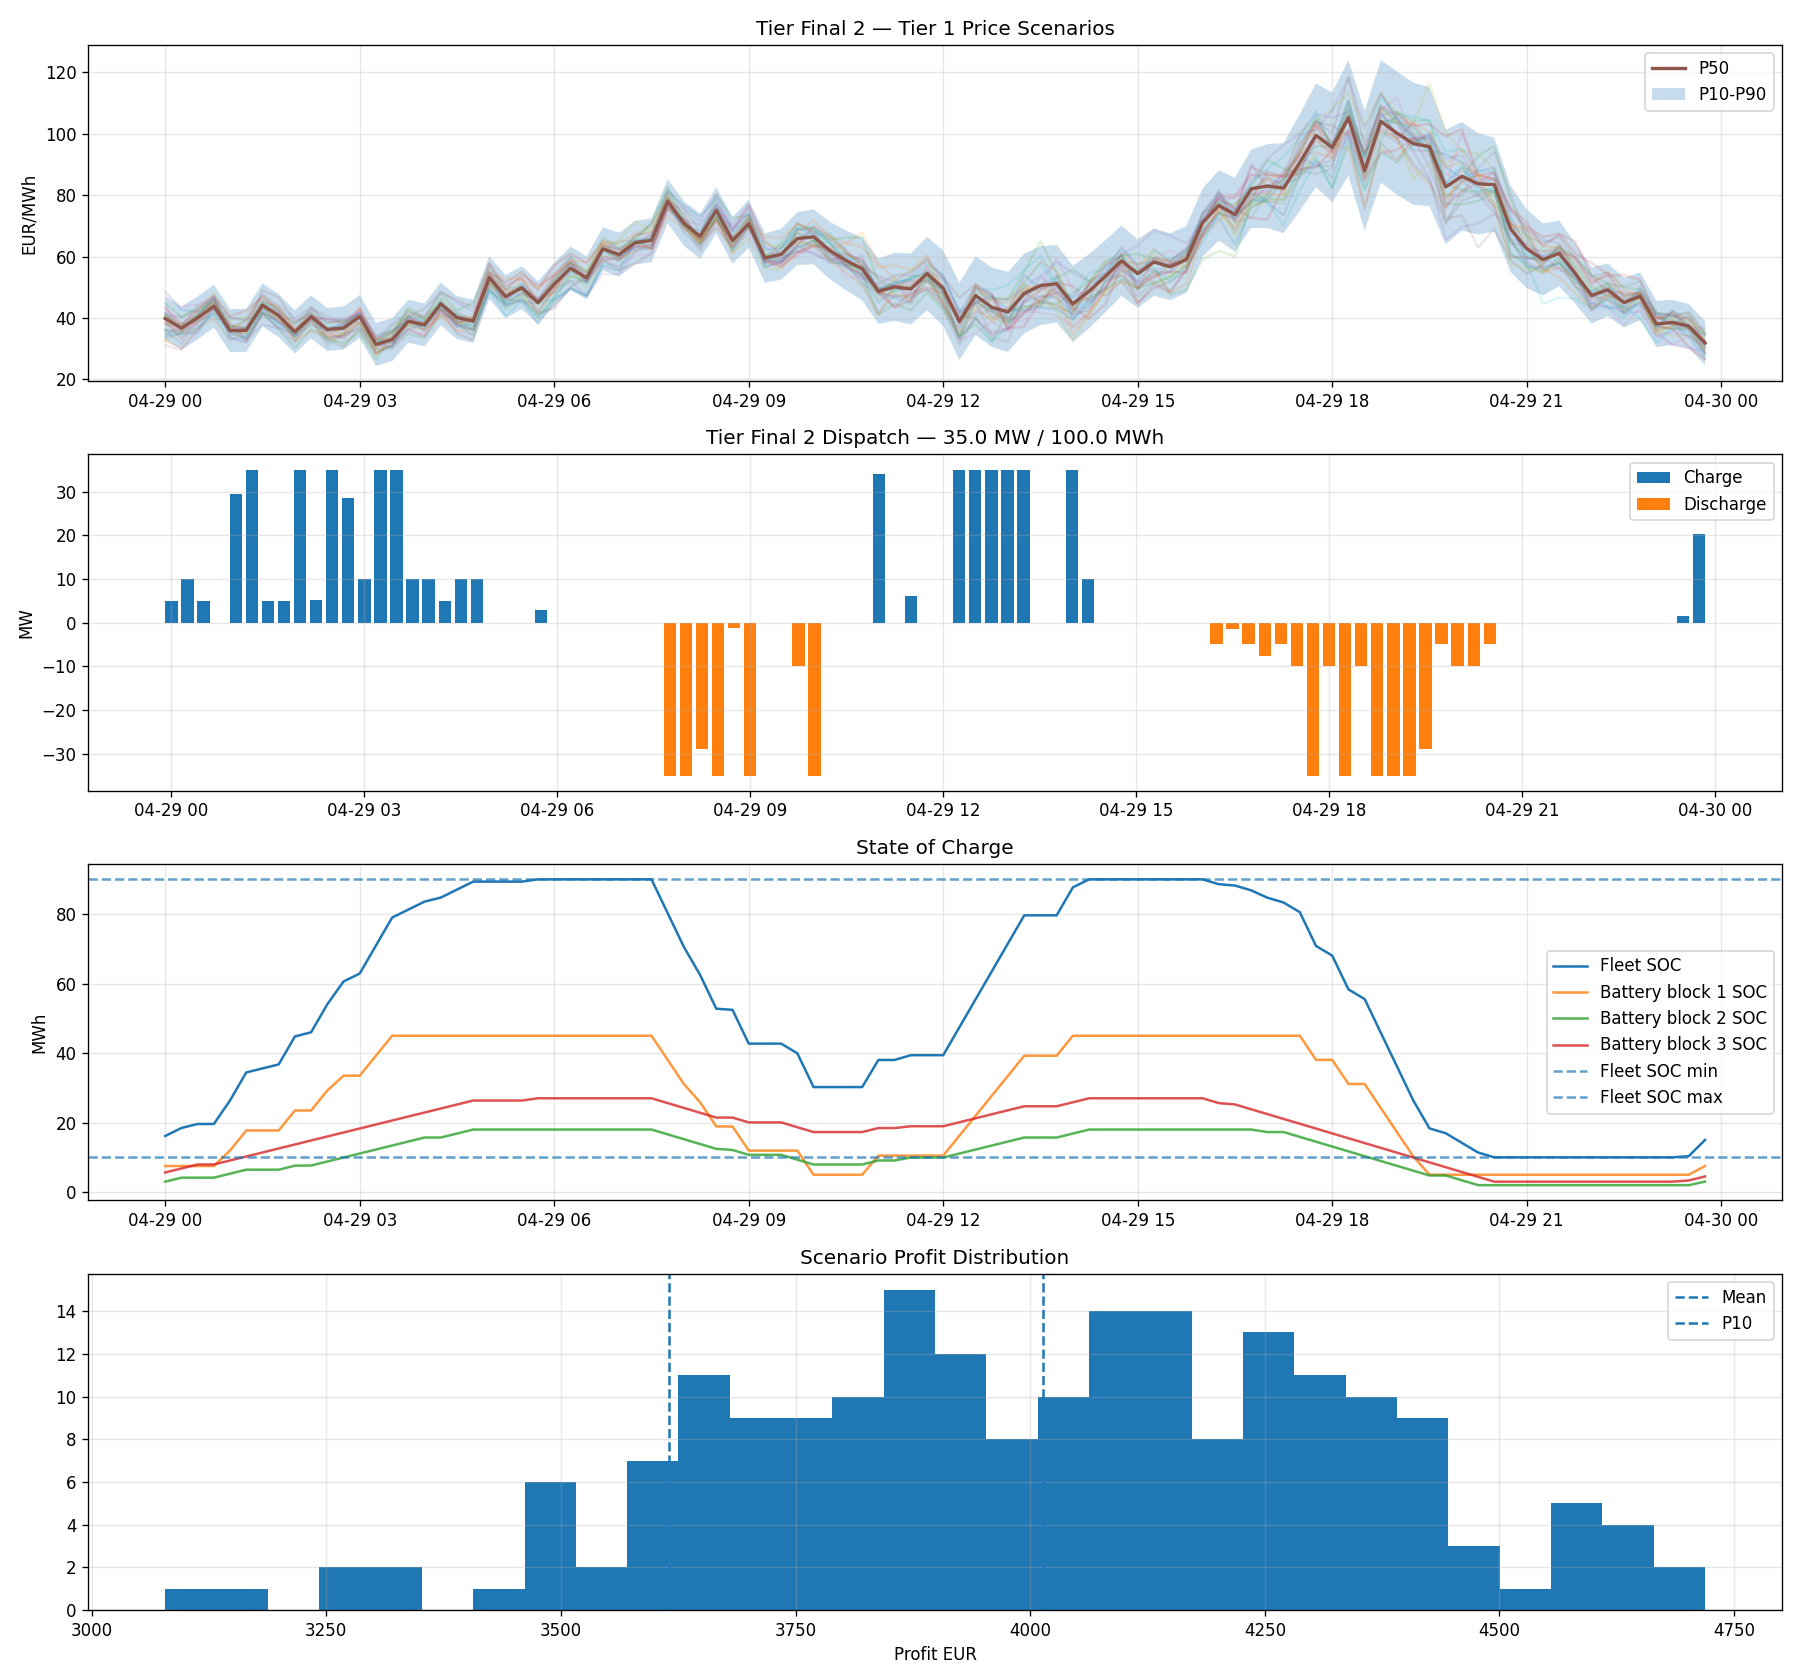 Tier Final 2 — Tier 1 Price Scenarios
EUR/MWh
120
100
80
60
40
20
P50
P10-P90
04-29 00 04-29 03 04-29 06 04-29 09 04-29 12 04-29 15 04-29 18 04-29 21 04-30 00
Tier Final 2 Dispatch — 35.0 MW / 100.0 MWh
MW
30
20
10
0
−10
−20
−30
Charge
Discharge
04-29 00 04-29 03 04-29 06 04-29 09 04-29 12 04-29 15 04-29 18 04-29 21 04-30 00
State of Charge
MWh
80
60
40
20
0
Fleet SOC
Battery block 1 SOC
Battery block 2 SOC
Battery block 3 SOC
Fleet SOC min
Fleet SOC max
04-29 00 04-29 03 04-29 06 04-29 09 04-29 12 04-29 15 04-29 18 04-29 21 04-30 00
Scenario Profit Distribution
14
12
10
8
6
4
2
0
Mean
P10
3000 3250 3500 3750 4000 4250 4500 4750
Profit EUR